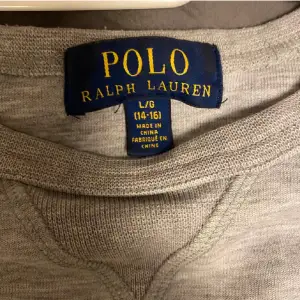 POLO
RALPH LAUREN
L/G
(14-16)
MADE IN
CHINA
FABRIQUÉ EN
CHINE